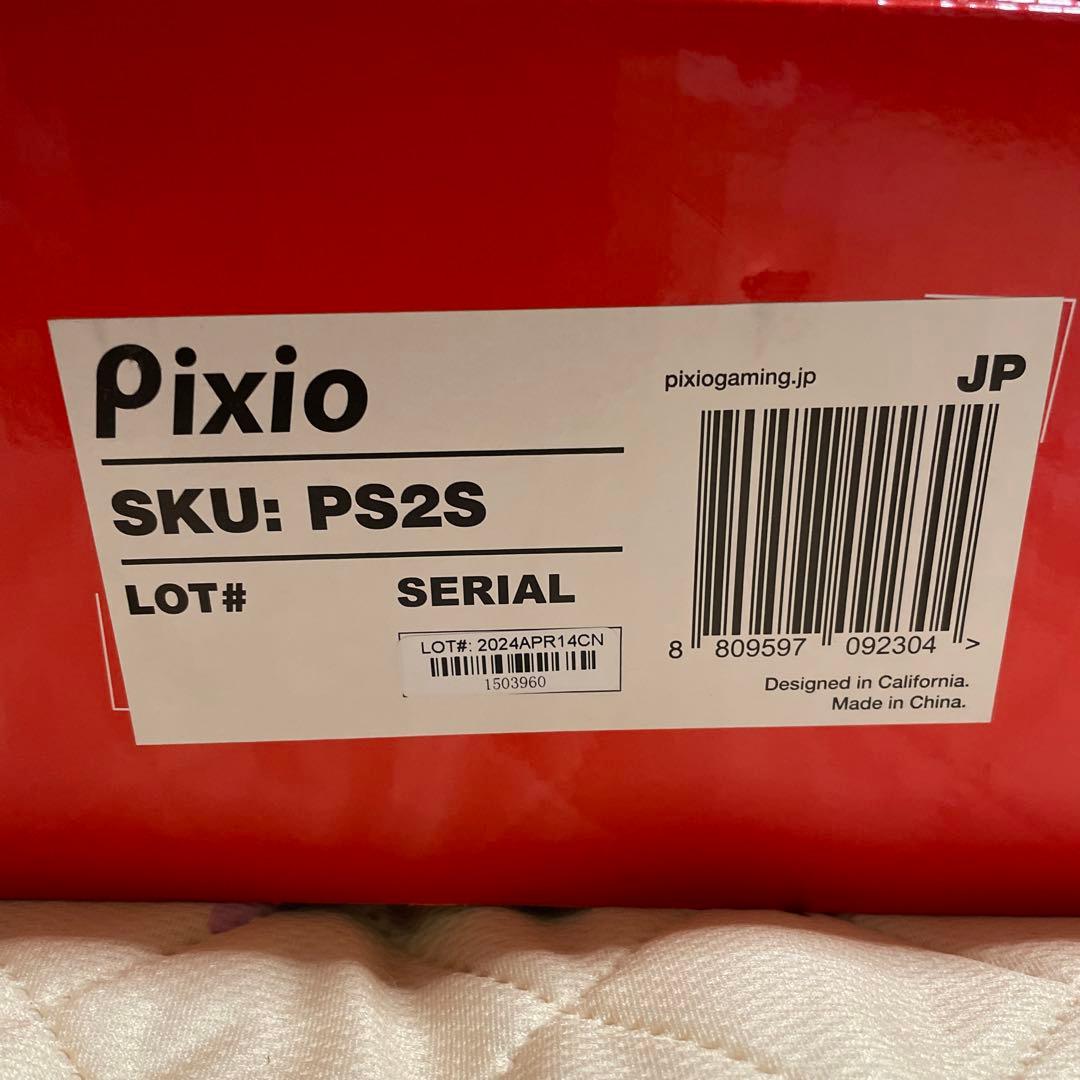 Pixio
SKU: PS2S
LOT#
SERIAL
LOT#: 2024APR14CN
1503960
pixiogaming.jp
JP
8 809597 092304 >
Designed in California.
Made in China.